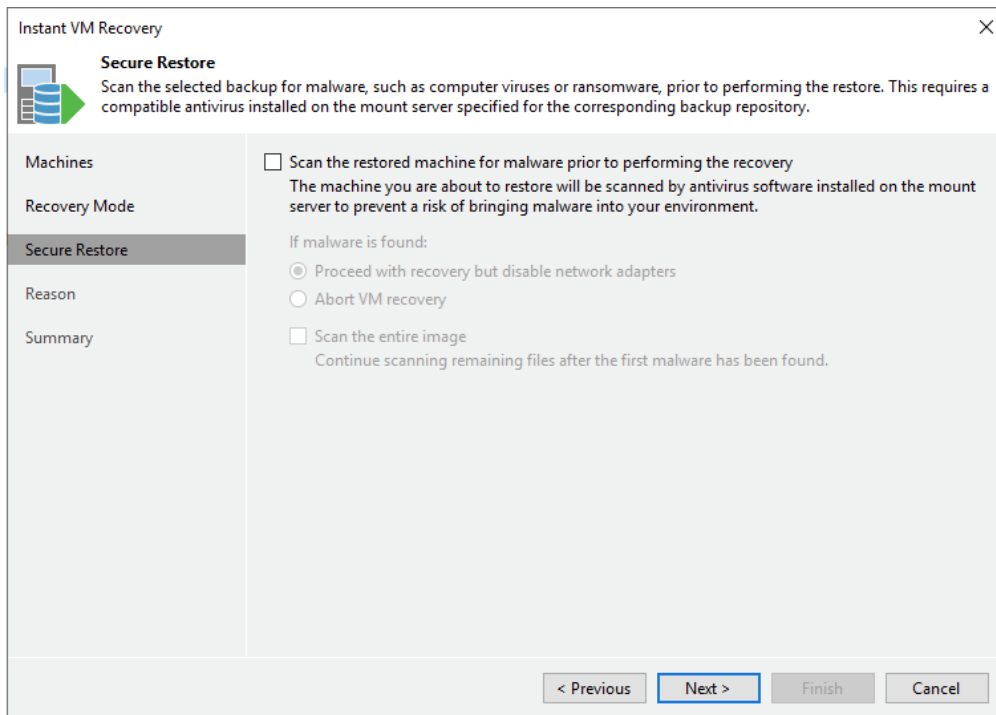 Instant VM Recovery
Secure Restore
Scan the selected backup for malware, such as computer viruses or ransomware, prior to performing the restore. This requires a
compatible antivirus installed on the mount server specified for the corresponding backup repository.
Machines
Recovery Mode
Secure Restore
Reason
Summary
Scan the restored machine for malware prior to performing the recovery
The machine you are about to restore will be scanned by antivirus software installed on the mount
server to prevent a risk of bringing malware into your environment.
If malware is found:
Proceed with recovery but disable network adapters
Abort VM recovery
Scan the entire image
Continue scanning remaining files after the first malware has been found.
< Previous
Next >
Finish
Cancel